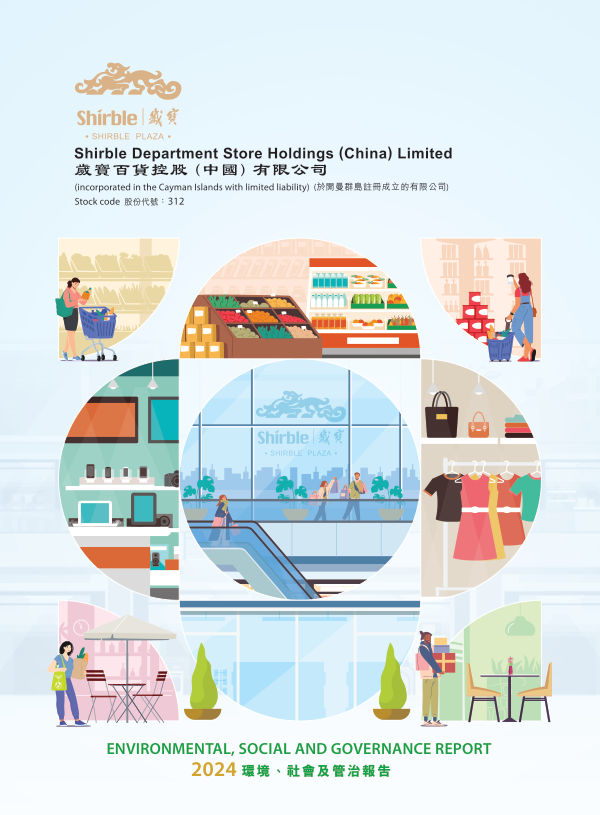 Shirble 歲寶
• SHIRBLE PLAZA •
Shirble Department Store Holdings (China) Limited
歲寶百貨控股（中國）有限公司
(incorporated in the Cayman Islands with limited liability) (於開曼群島註冊成立的有限公司)
Stock code 股份代號：312
Shirble 歲寶
• SHIRBLE PLAZA •
ENVIRONMENTAL, SOCIAL AND GOVERNANCE REPORT
2024 環境、社會及管治報告